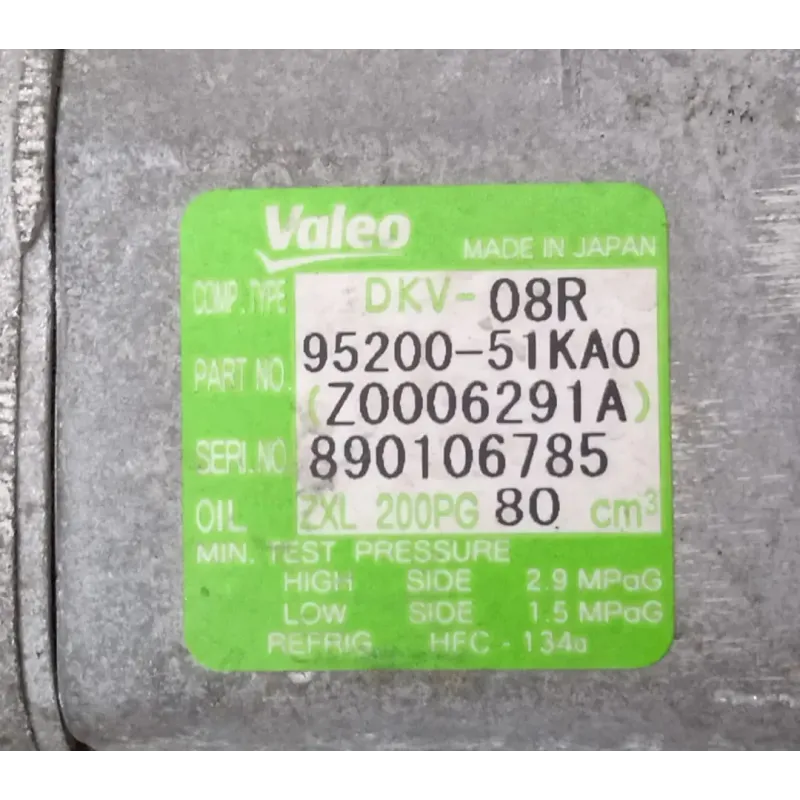 Valeo
MADE IN JAPAN
COMP. TYPE DKV-08R
PART NO. 95200-51KA0
(Z0006291A)
SERI.NO. 890106785
OIL ZXL 200PG 80 cm³
MIN. TEST PRESSURE
HIGH SIDE 2.9 MPaG
LOW SIDE 1.5 MPaG
REFRIG HFC-134a